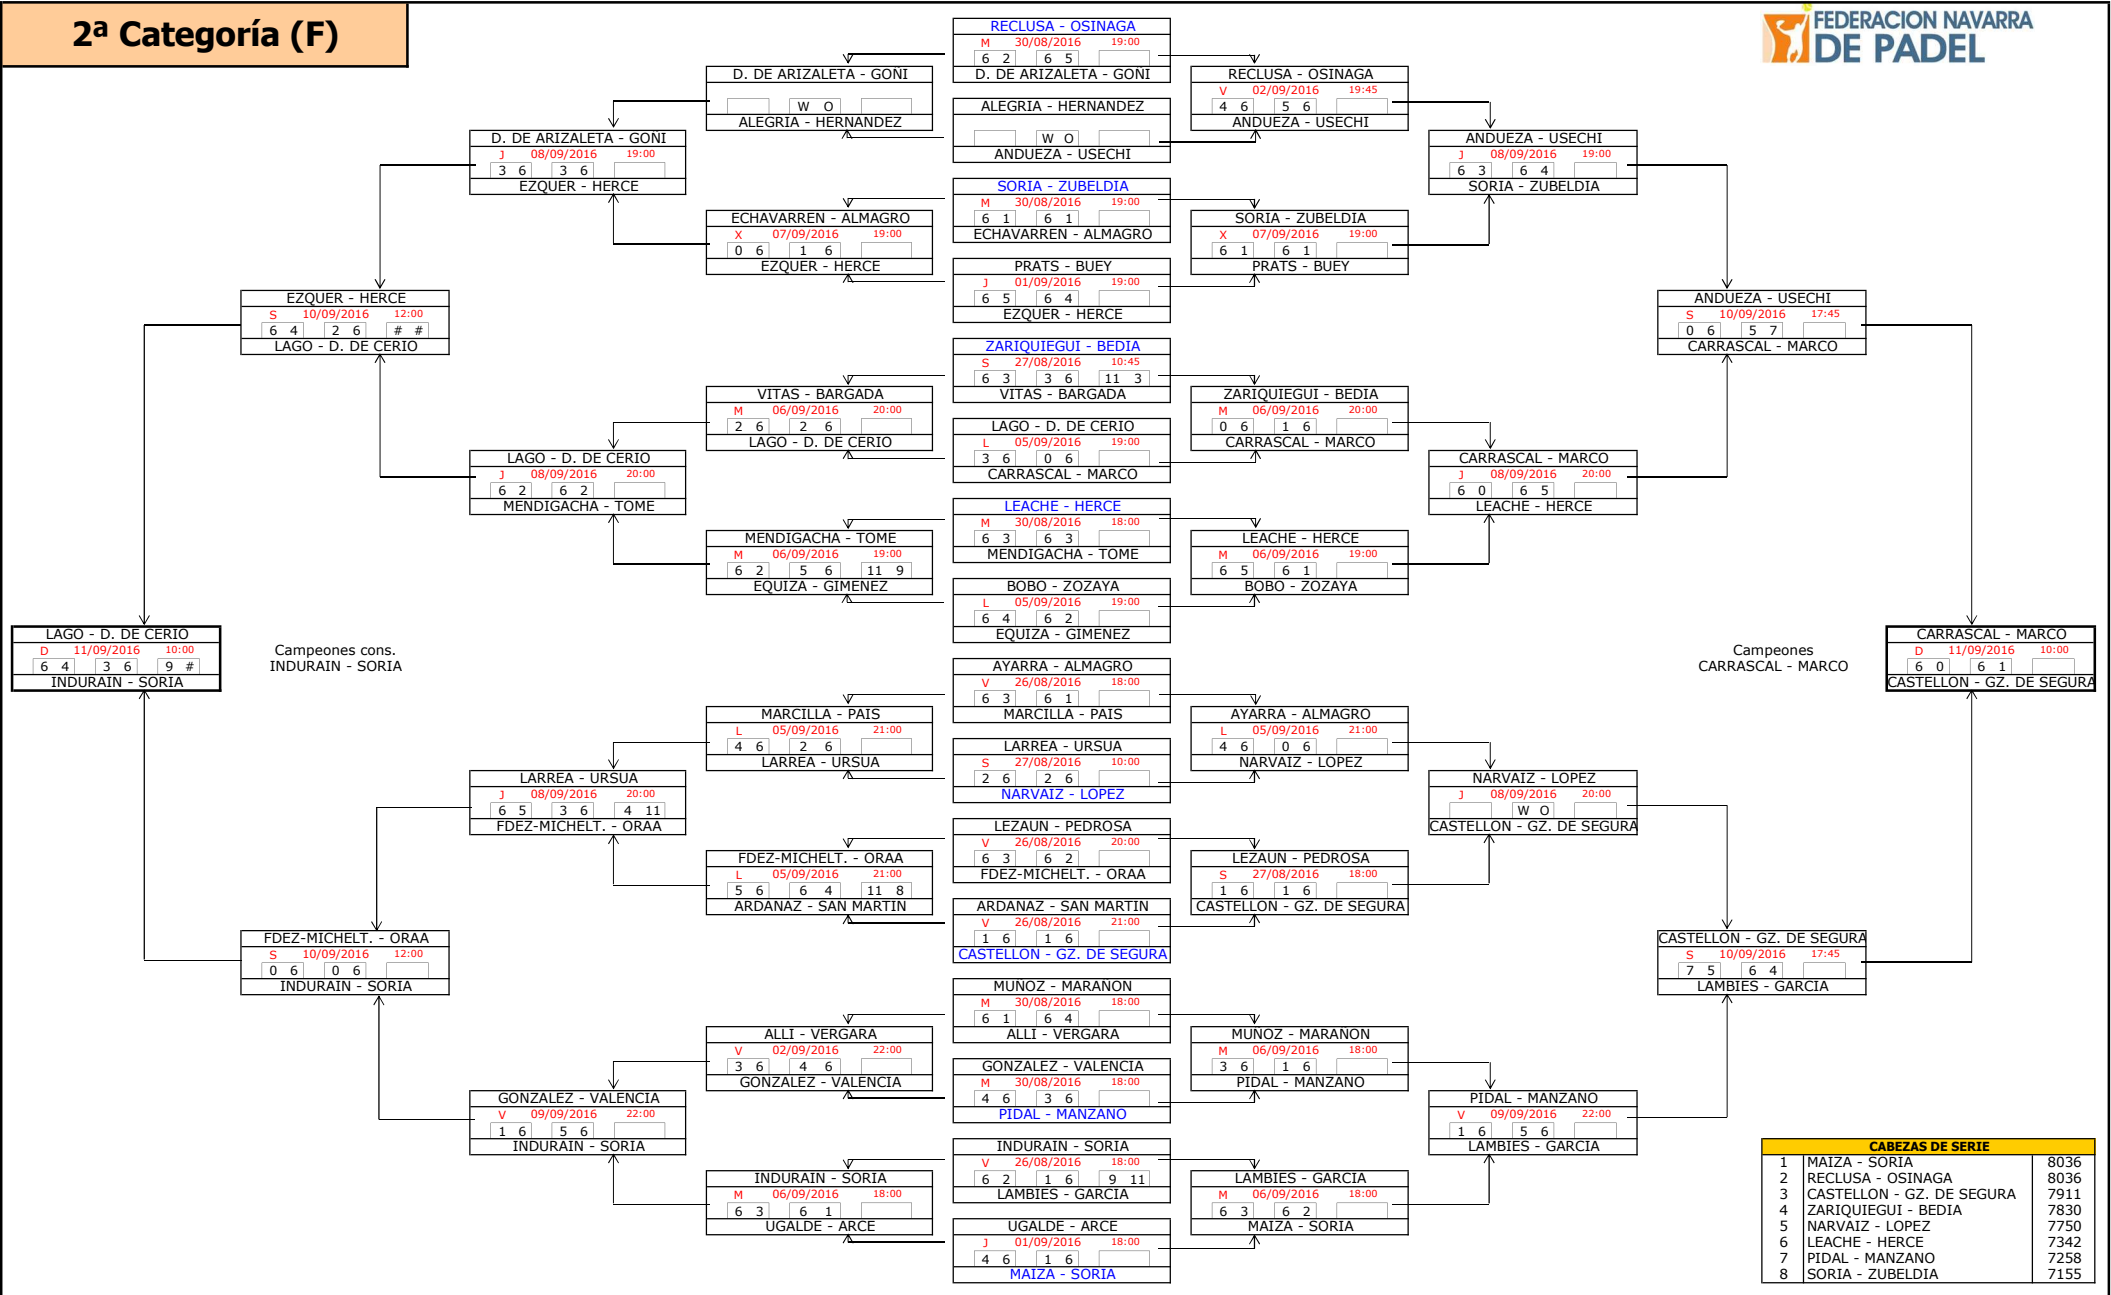 2ª Categoría (F)
FEDERACION NAVARRA
DE PADEL
RECLUSA - OSINAGA
M 30/08/2016 19:00
6 2 6 5
D. DE ARIZALETA - GOÑI
ALEGRIA - HERNANDEZ
W O
ANDUEZA - USECHI
SORIA - ZUBELDIA
M 30/08/2016 19:00
6 1 6 1
ECHAVARREN - ALMAGRO
PRATS - BUEY
J 01/09/2016 19:00
6 5 6 4
EZQUER - HERCE
ZARIQUIEGUI - BEDIA
S 27/08/2016 10:45
6 3 3 6 11 3
VITAS - BARGADA
LAGO - D. DE CERIO
L 05/09/2016 19:00
3 6 0 6
CARRASCAL - MARCO
LEACHE - HERCE
M 30/08/2016 18:00
6 3 6 3
MENDIGACHA - TOME
BOBO - ZOZAYA
L 05/09/2016 19:00
6 4 6 2
EQUIZA - GIMENEZ
AYARRA - ALMAGRO
V 26/08/2016 18:00
6 3 6 1
MARCILLA - PAIS
LARREA - URSUA
S 27/08/2016 10:00
2 6 2 6
NARVAIZ - LOPEZ
LEZAUN - PEDROSA
V 26/08/2016 20:00
6 3 6 2
FDEZ-MICHELT. - ORAA
ARDANAZ - SAN MARTIN
V 26/08/2016 21:00
1 6 1 6
CASTELLON - GZ. DE SEGURA
MUÑOZ - MARAÑON
M 30/08/2016 18:00
6 1 6 4
ALLI - VERGARA
GONZALEZ - VALENCIA
M 30/08/2016 18:00
4 6 3 6
PIDAL - MANZANO
INDURAIN - SORIA
V 26/08/2016 18:00
6 2 1 6 9 11
LAMBIES - GARCIA
UGALDE - ARCE
J 01/09/2016 18:00
4 6 1 6
MAIZA - SORIA
D. DE ARIZALETA - GOÑI
W O
ALEGRIA - HERNANDEZ
ECHAVARREN - ALMAGRO
X 07/09/2016 19:00
0 6 1 6
EZQUER - HERCE
VITAS - BARGADA
M 06/09/2016 20:00
2 6 2 6
LAGO - D. DE CERIO
MENDIGACHA - TOME
M 06/09/2016 19:00
6 2 5 6 11 9
EQUIZA - GIMENEZ
MARCILLA - PAIS
L 05/09/2016 21:00
4 6 2 6
LARREA - URSUA
FDEZ-MICHELT. - ORAA
L 05/09/2016 21:00
5 6 6 4 11 8
ARDANAZ - SAN MARTIN
ALLI - VERGARA
V 02/09/2016 22:00
3 6 4 6
GONZALEZ - VALENCIA
INDURAIN - SORIA
M 06/09/2016 18:00
6 3 6 1
UGALDE - ARCE
D. DE ARIZALETA - GOÑI
J 08/09/2016 19:00
3 6 3 6
EZQUER - HERCE
LAGO - D. DE CERIO
J 08/09/2016 20:00
6 2 6 2
MENDIGACHA - TOME
LARREA - URSUA
J 08/09/2016 20:00
6 5 3 6 4 11
FDEZ-MICHELT. - ORAA
GONZALEZ - VALENCIA
V 09/09/2016 22:00
1 6 5 6
INDURAIN - SORIA
EZQUER - HERCE
S 10/09/2016 12:00
6 4 2 6 # #
LAGO - D. DE CERIO
FDEZ-MICHELT. - ORAA
S 10/09/2016 12:00
0 6 0 6
INDURAIN - SORIA
LAGO - D. DE CERIO
D 11/09/2016 10:00
6 4 3 6 9 #
INDURAIN - SORIA
Campeones cons.
INDURAIN - SORIA
RECLUSA - OSINAGA
V 02/09/2016 19:45
4 6 5 6
ANDUEZA - USECHI
SORIA - ZUBELDIA
X 07/09/2016 19:00
6 1 6 1
PRATS - BUEY
ZARIQUIEGUI - BEDIA
M 06/09/2016 20:00
0 6 1 6
CARRASCAL - MARCO
LEACHE - HERCE
M 06/09/2016 19:00
6 5 6 1
BOBO - ZOZAYA
AYARRA - ALMAGRO
L 05/09/2016 21:00
4 6 0 6
NARVAIZ - LOPEZ
LEZAUN - PEDROSA
S 27/08/2016 18:00
1 6 1 6
CASTELLON - GZ. DE SEGURA
MUÑOZ - MARAÑON
M 06/09/2016 18:00
3 6 1 6
PIDAL - MANZANO
LAMBIES - GARCIA
M 06/09/2016 18:00
6 3 6 2
MAIZA - SORIA
ANDUEZA - USECHI
J 08/09/2016 19:00
6 3 6 4
SORIA - ZUBELDIA
CARRASCAL - MARCO
J 08/09/2016 20:00
6 0 6 5
LEACHE - HERCE
NARVAIZ - LOPEZ
J 08/09/2016 20:00
W O
CASTELLON - GZ. DE SEGURA
PIDAL - MANZANO
V 09/09/2016 22:00
1 6 5 6
LAMBIES - GARCIA
ANDUEZA - USECHI
S 10/09/2016 17:45
0 6 5 7
CARRASCAL - MARCO
CASTELLON - GZ. DE SEGURA
S 10/09/2016 17:45
7 5 6 4
LAMBIES - GARCIA
Campeones
CARRASCAL - MARCO
CARRASCAL - MARCO
D 11/09/2016 10:00
6 0 6 1
CASTELLON - GZ. DE SEGURA
CABEZAS DE SERIE
1 MAIZA - SORIA 8036
2 RECLUSA - OSINAGA 8036
3 CASTELLON - GZ. DE SEGURA 7911
4 ZARIQUIEGUI - BEDIA 7830
5 NARVAIZ - LOPEZ 7750
6 LEACHE - HERCE 7342
7 PIDAL - MANZANO 7258
8 SORIA - ZUBELDIA 7155